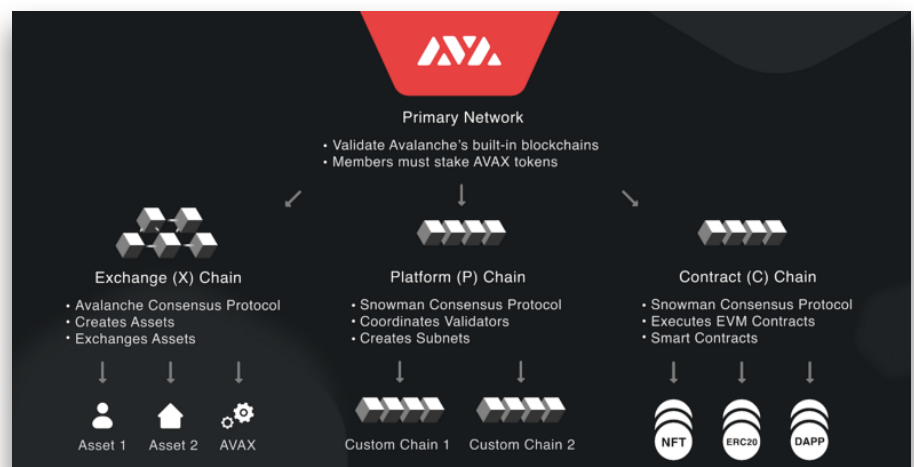 AVA
Primary Network
• Validate Avalanche's built-in blockchains
• Members must stake AVAX tokens
Exchange (X) Chain
• Avalanche Consensus Protocol
• Creates Assets
• Exchanges Assets
Asset 1
Asset 2
AVAX
Platform (P) Chain
• Snowman Consensus Protocol
• Coordinates Validators
• Creates Subnets
Custom Chain 1
Custom Chain 2
Contract (C) Chain
• Snowman Consensus Protocol
• Executes EVM Contracts
• Smart Contracts
NFT
ERC20
DAPP